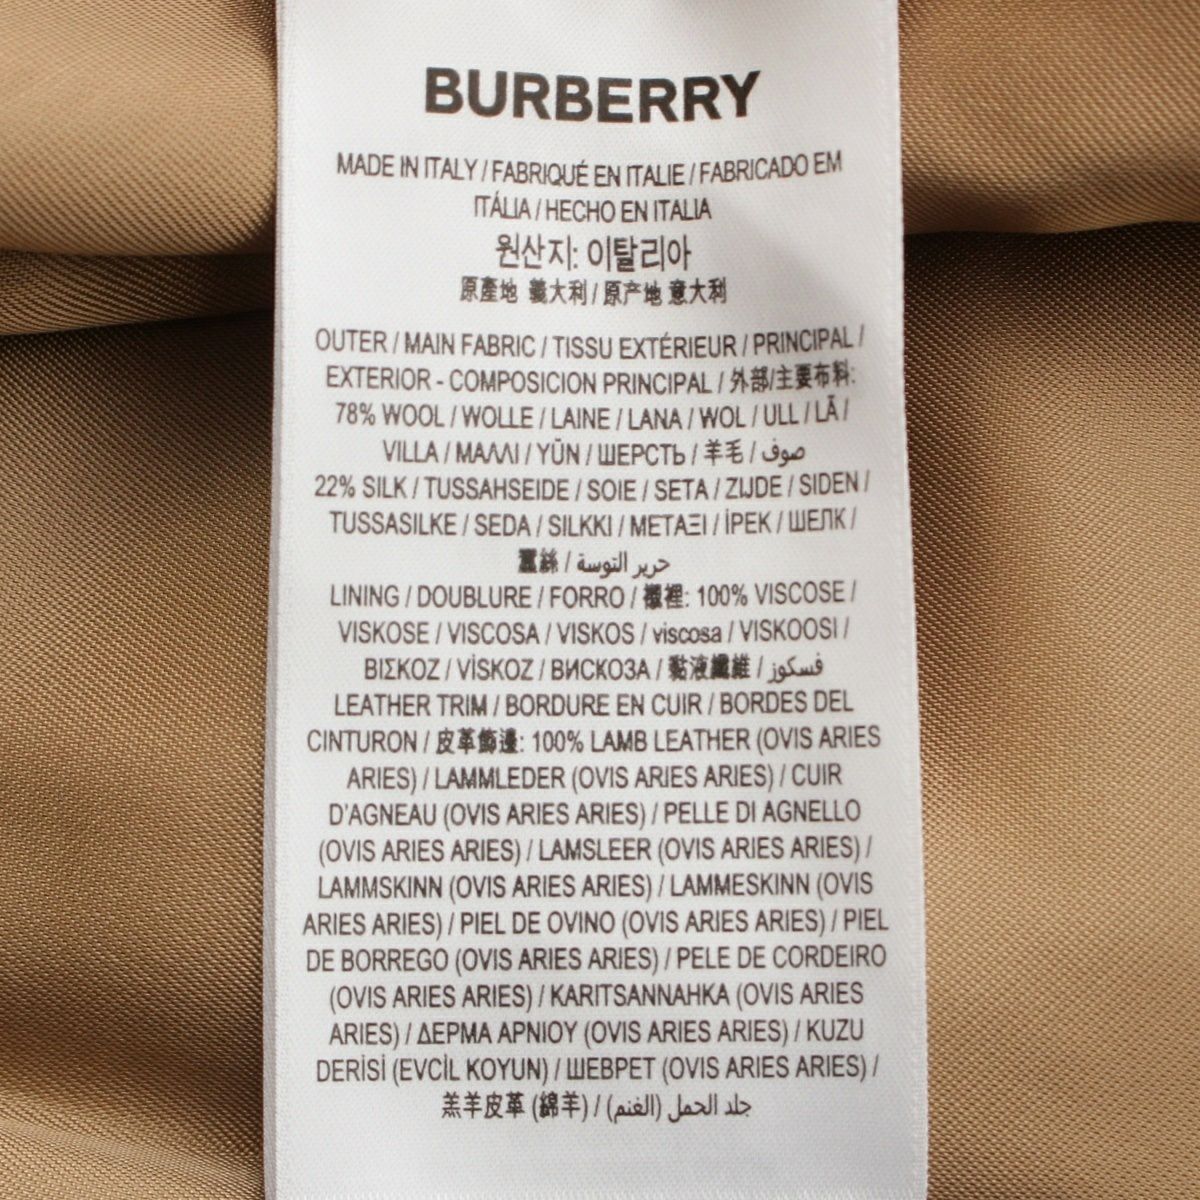 BURBERRY
MADE IN ITALY / FABRIQUÉ EN ITALIE / FABRICADO EM
ITÁLIA / HECHO EN ITALIA
원산지: 이탈리아
原產地 義大利 / 原产地 意大利
OUTER / MAIN FABRIC / TISSU EXTÉRIEUR / PRINCIPAL /
EXTERIOR - COMPOSICION PRINCIPAL / 外部/主要布料:
78% WOOL / WOLLE / LAINE / LANA / WOL / ULL / LÃ /
VILLA / ΜΑΛΛΙ / YÜN / ШЕРСТЬ / 羊毛 / صوف
22% SILK / TUSSAHSEIDE / SOIE / SETA / ZIJDE / SIDEN /
TUSSASILKE / SEDA / SILKKI / ΜΕΤΑΞΙ / İPEK / ШЕЛК /
蠶絲 / حرير التوسة
LINING / DOUBLURE / FORRO / 襯裡: 100% VISCOSE /
VISKOSE / VISCOSA / VISKOS / viscosa / VISKOOSI /
ΒΙΣΚΟΖ / VİSKOZ / ВИСКОЗА / 黏液纖維 / فسكوز
LEATHER TRIM / BORDURE EN CUIR / BORDES DEL
CINTURON / 皮革飾邊: 100% LAMB LEATHER (OVIS ARIES
ARIES) / LAMMLEDER (OVIS ARIES ARIES) / CUIR
D'AGNEAU (OVIS ARIES ARIES) / PELLE DI AGNELLO
(OVIS ARIES ARIES) / LAMSLEER (OVIS ARIES ARIES) /
LAMMSKINN (OVIS ARIES ARIES) / LAMMESKINN (OVIS
ARIES ARIES) / PIEL DE OVINO (OVIS ARIES ARIES) / PIEL
DE BORREGO (OVIS ARIES ARIES) / PELE DE CORDEIRO
(OVIS ARIES ARIES) / KARITSANNAHKA (OVIS ARIES
ARIES) / ΔΕΡΜΑ ΑΡΝΙΟΥ (OVIS ARIES ARIES) / KUZU
DERİSİ (EVCİL KOYUN) / ШЕВРЕТ (OVIS ARIES ARIES) /
羔羊皮革 (綿羊) / جلد الحمل (الغنم)